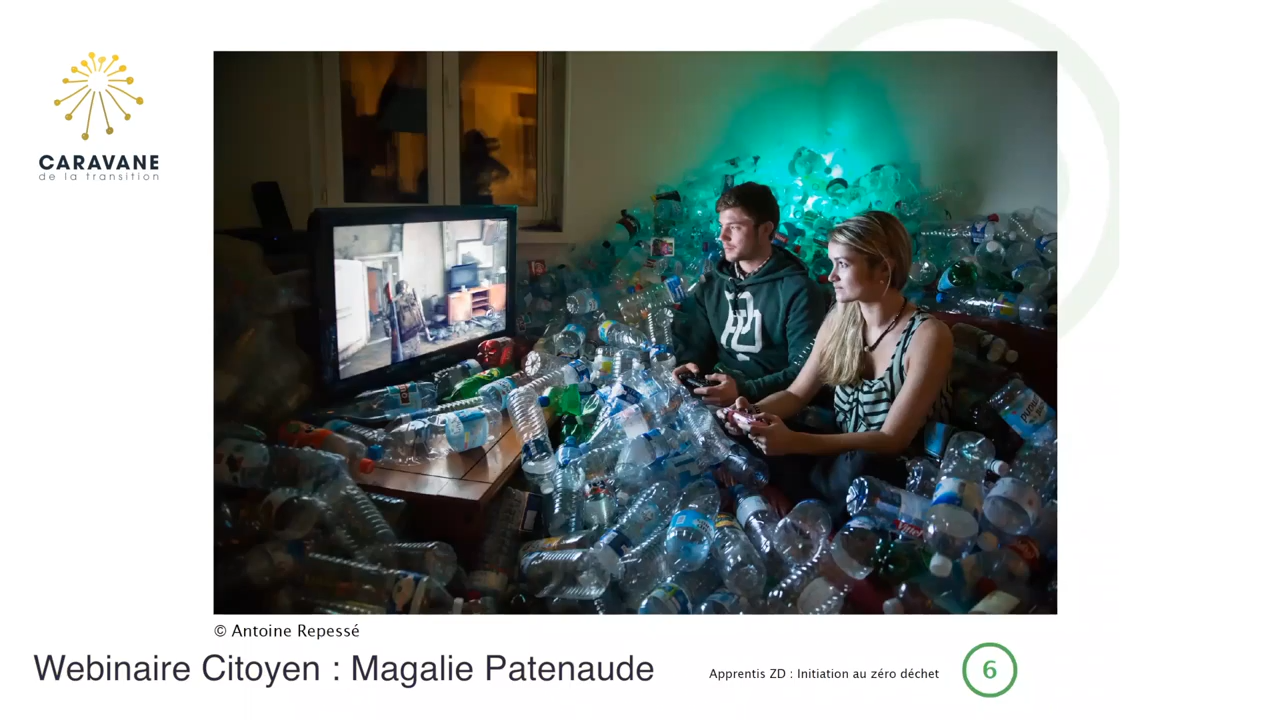 CARAVANE
de la transition
© Antoine Repessé
Webinaire Citoyen : Magalie Patenaude
Apprentis ZD : Initiation au zéro déchet
6